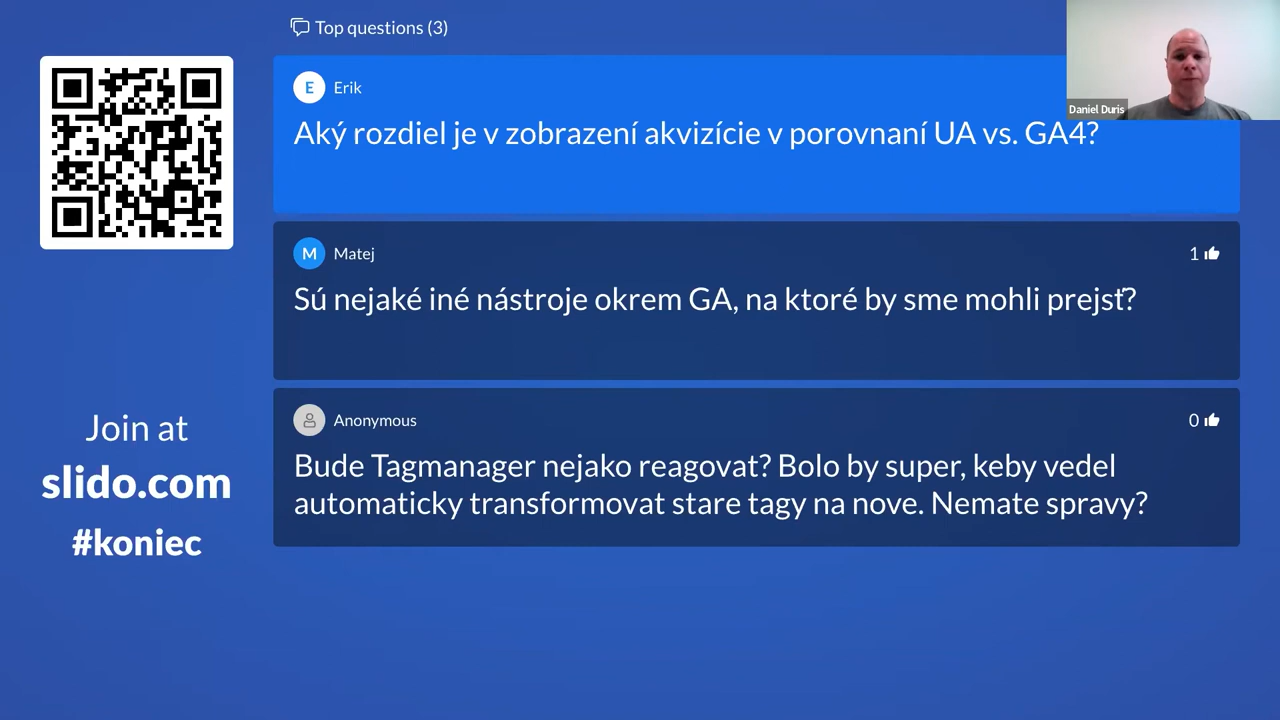 Top questions (3)
Daniel Duris
E Erik
Aký rozdiel je v zobrazení akvizície v porovnaní UA vs. GA4?
M Matej 1
Sú nejaké iné nástroje okrem GA, na ktoré by sme mohli prejsť?
Anonymous 0
Bude Tagmanager nejako reagovat? Bolo by super, keby vedel
automaticky transformovat stare tagy na nove. Nemate spravy?
Join at
slido.com
#koniec